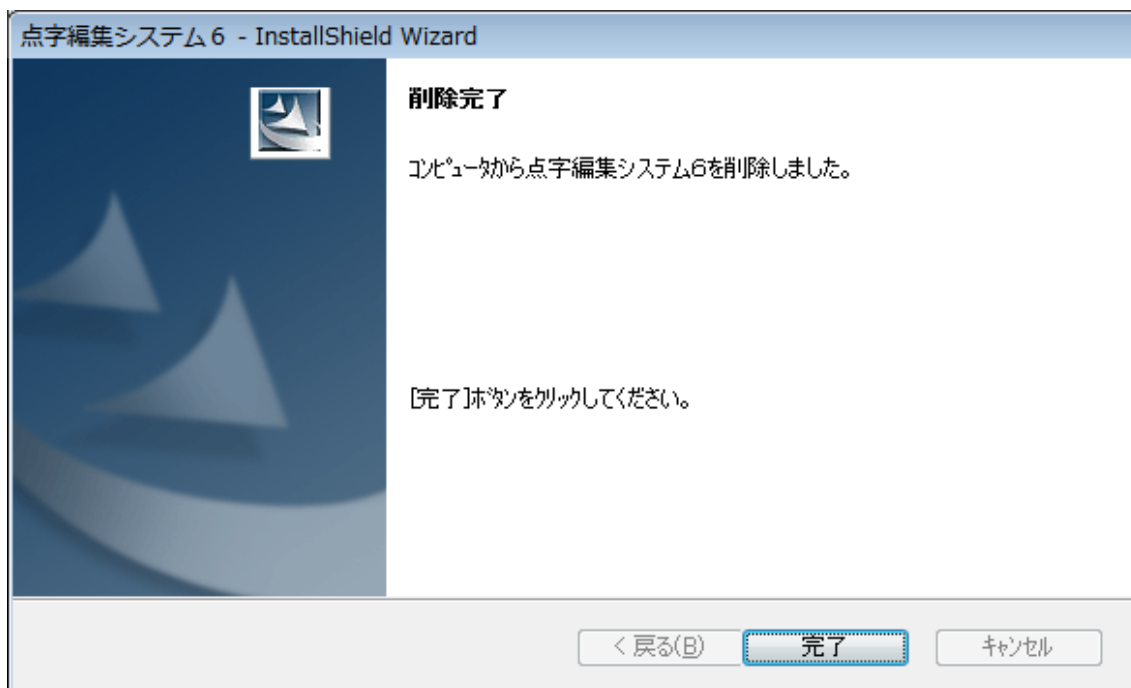 点字編集システム６ - InstallShield Wizard
削除完了
ｺﾝﾋﾟｭｰﾀから点字編集システム6を削除しました。
[完了]ﾎﾞﾀﾝをｸﾘｯｸしてください。
< 戻る(B)
完了
ｷｬﾝｾﾙ